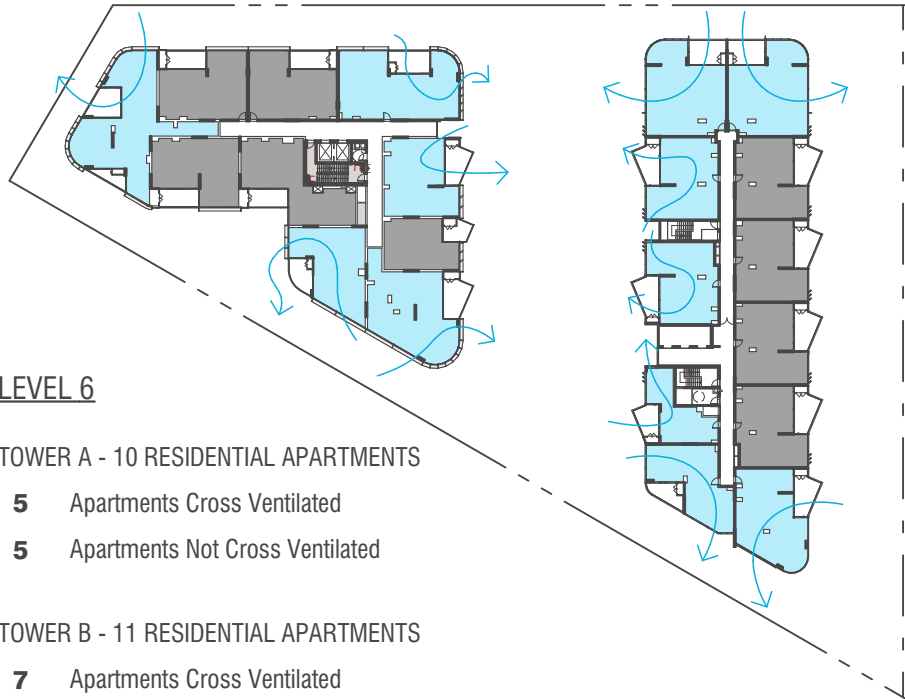 LEVEL 6
TOWER A - 10 RESIDENTIAL APARTMENTS
5 Apartments Cross Ventilated
5 Apartments Not Cross Ventilated
TOWER B - 11 RESIDENTIAL APARTMENTS
7 Apartments Cross Ventilated